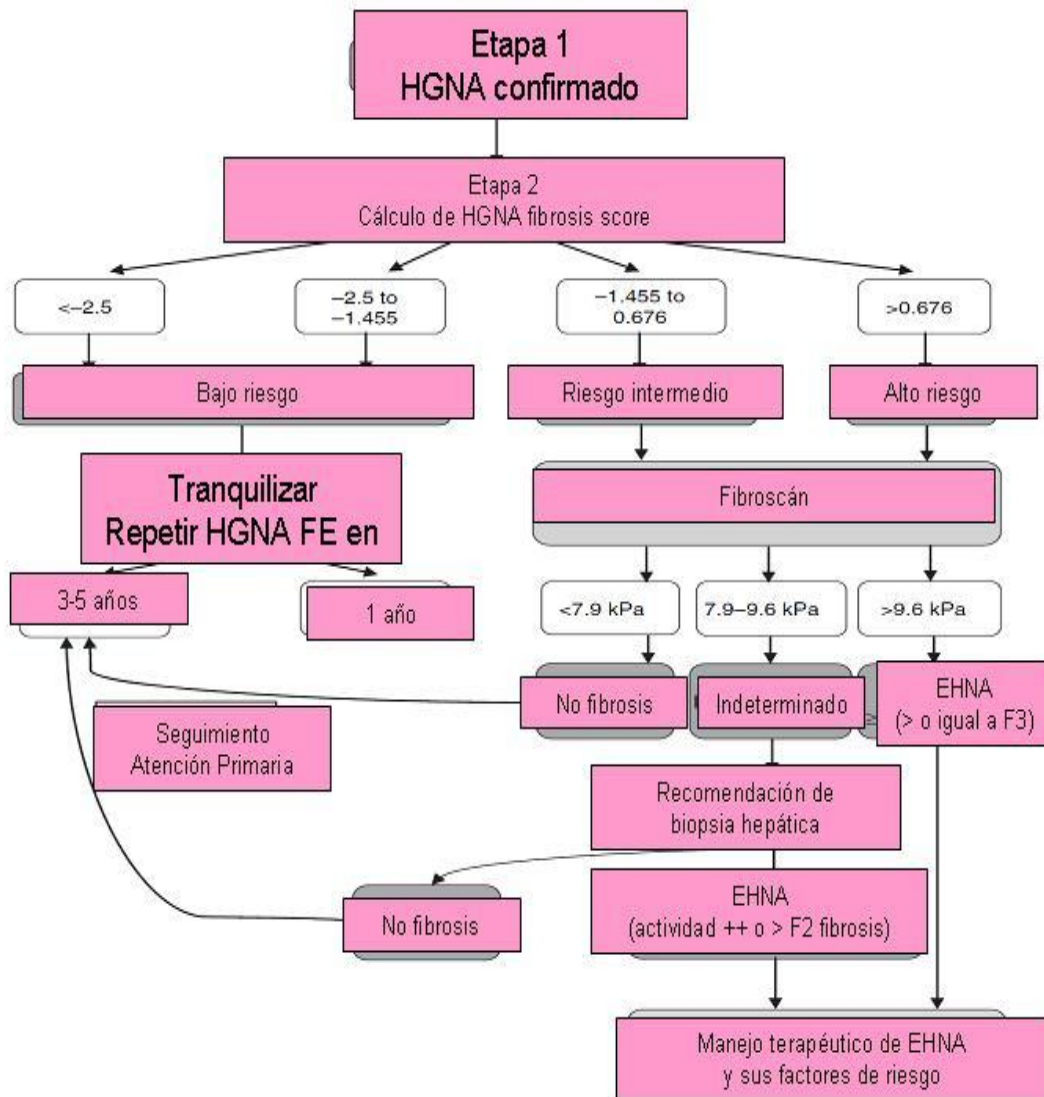 Etapa 1
HGNA confirmado
Etapa 2
Cálculo de HGNA fibrosis score
<–2.5
–2.5 to
–1.455
–1.455 to
0.676
>0.676
Bajo riesgo
Riesgo intermedio
Alto riesgo
Tranquilizar
Repetir HGNA FE en
Fibroscán
3-5 años
1 año
<7.9 kPa
7.9–9.6 kPa
>9.6 kPa
No fibrosis
Indeterminado
EHNA
(> o igual a F3)
Seguimiento
Atención Primaria
Recomendación de
biopsia hepática
No fibrosis
EHNA
(actividad ++ o > F2 fibrosis)
Manejo terapéutico de EHNA
y sus factores de riesgo